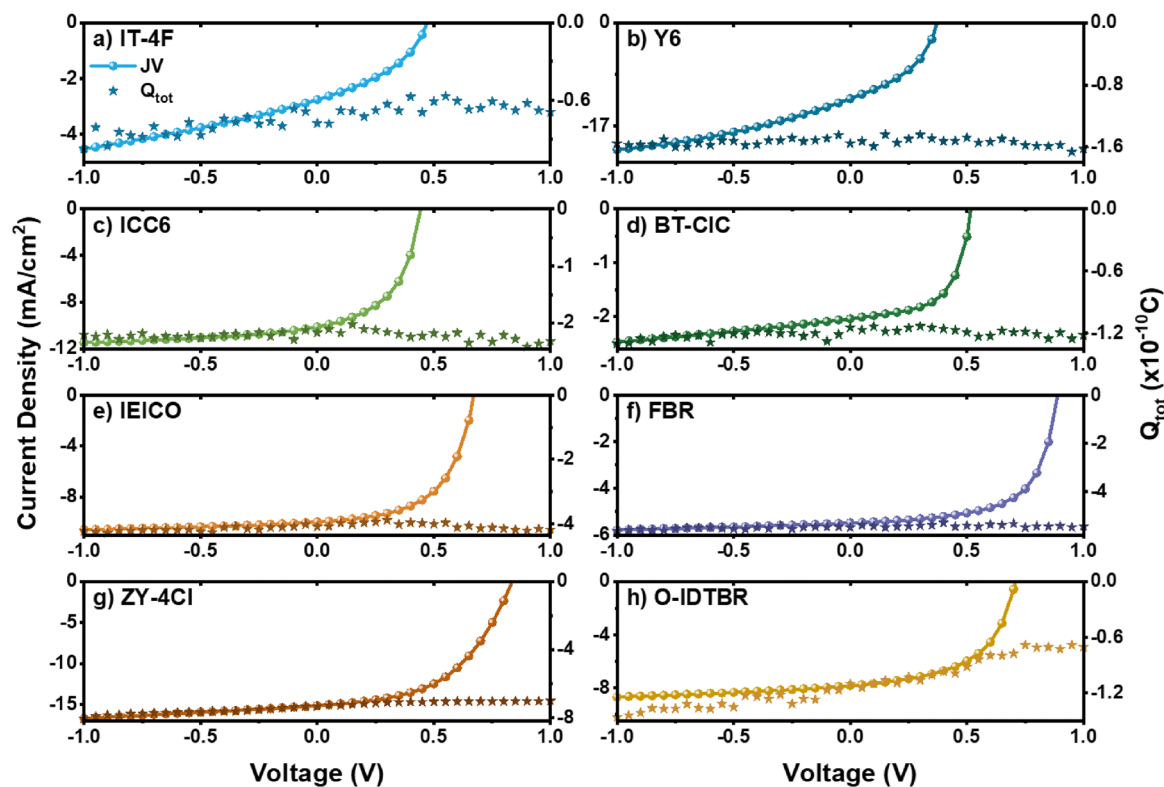 a) IT-4F
JV
Qtot
0
-2
-4
0.0
-0.6
-1.0 -0.5 0.0 0.5 1.0
b) Y6
0
-17
0.0
-0.8
-1.6
-1.0 -0.5 0.0 0.5 1.0
c) ICC6
0
-4
-8
-12
0
-1
-2
-1.0 -0.5 0.0 0.5 1.0
d) BT-CIC
0
-1
-2
0.0
-0.6
-1.2
-1.0 -0.5 0.0 0.5 1.0
e) IEICO
0
-4
-8
0
-2
-4
-1.0 -0.5 0.0 0.5 1.0
f) FBR
0
-2
-4
-6
0
-2
-4
-1.0 -0.5 0.0 0.5 1.0
g) ZY-4Cl
0
-5
-10
-15
0
-2
-4
-6
-8
-1.0 -0.5 0.0 0.5 1.0
h) O-IDTBR
0
-4
-8
0.0
-0.6
-1.2
-1.0 -0.5 0.0 0.5 1.0
Current Density (mA/cm²)
Qtot (x10⁻¹⁰C)
Voltage (V)
Voltage (V)